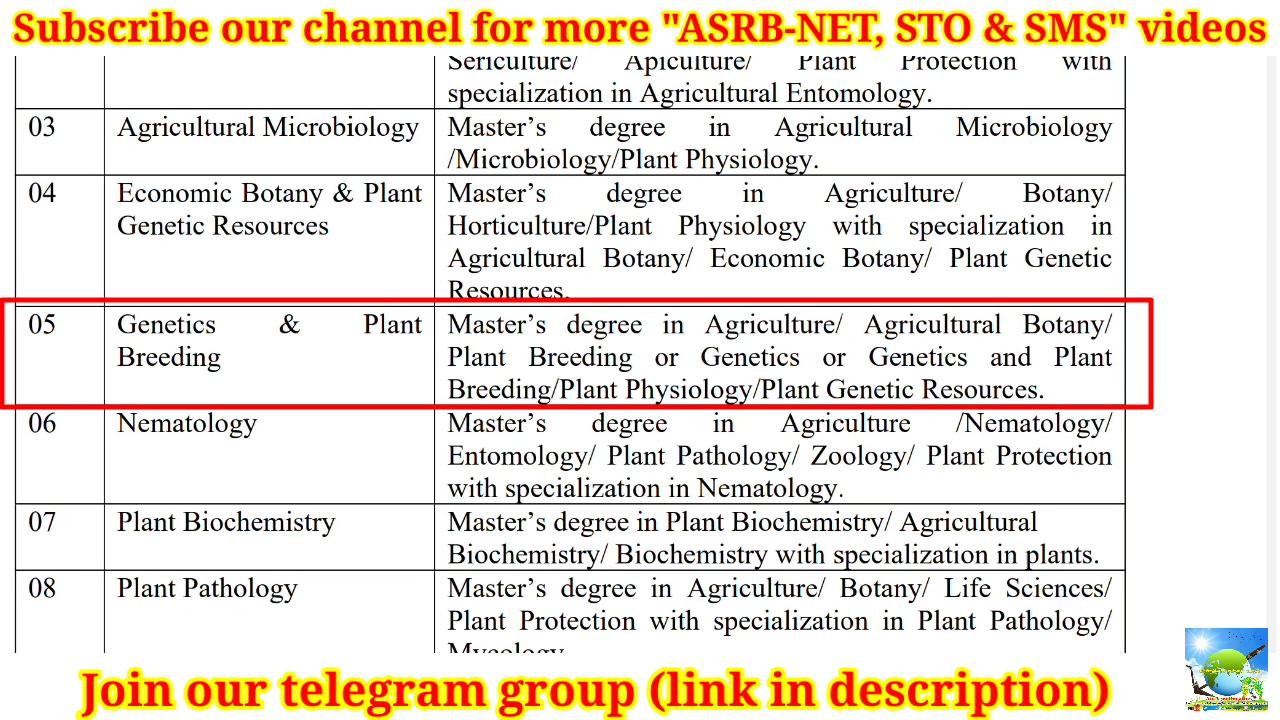 Subscribe our channel for more "ASRB-NET, STO & SMS" videos
Sericulture/ Apiculture/ Plant Protection with
specialization in Agricultural Entomology.
03 Agricultural Microbiology Master’s degree in Agricultural Microbiology
/Microbiology/Plant Physiology.
04 Economic Botany & Plant Master’s degree in Agriculture/ Botany/
Genetic Resources Horticulture/Plant Physiology with specialization in
Agricultural Botany/ Economic Botany/ Plant Genetic
Resources.
05 Genetics & Plant Master’s degree in Agriculture/ Agricultural Botany/
Breeding Plant Breeding or Genetics or Genetics and Plant
Breeding/Plant Physiology/Plant Genetic Resources.
06 Nematology Master’s degree in Agriculture /Nematology/
Entomology/ Plant Pathology/ Zoology/ Plant Protection
with specialization in Nematology.
07 Plant Biochemistry Master’s degree in Plant Biochemistry/ Agricultural
Biochemistry/ Biochemistry with specialization in plants.
08 Plant Pathology Master’s degree in Agriculture/ Botany/ Life Sciences/
Plant Protection with specialization in Plant Pathology/
Mycology
Join our telegram group (link in description)